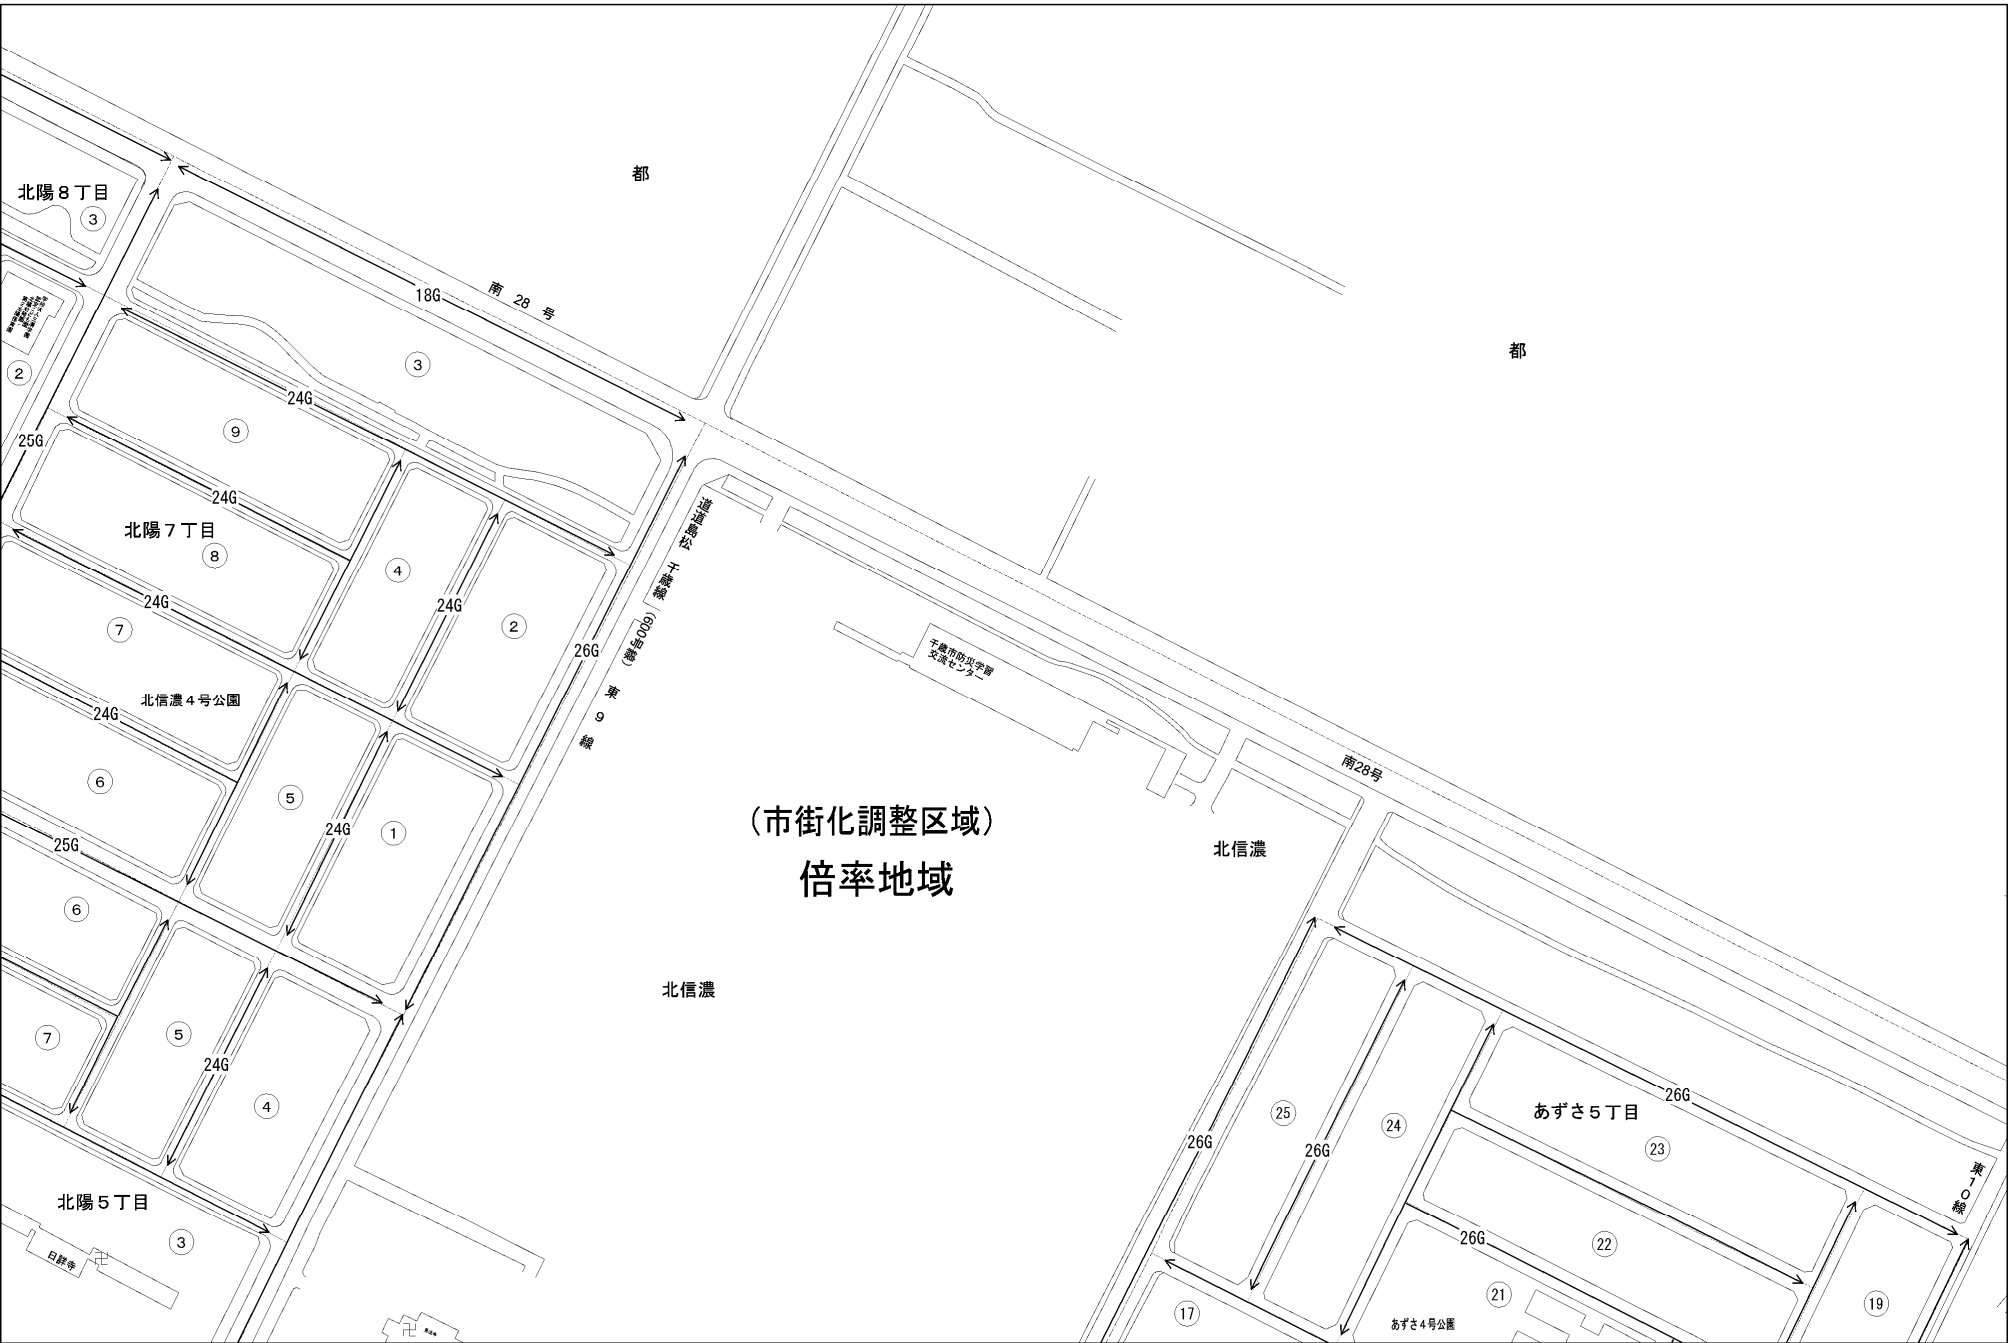 都
北陽８丁目
3
18G
南 28 号
2
都
3
24G
9
25G
24G
北陽７丁目
8
道道島松 千歳線 (600号線) 東 9 線
4
24G
24G
7
2
26G
千歳市防災学習
交流センター
北信濃４号公園
24G
南28号
6
5
24G
1
（市街化調整区域）
倍率地域
北信濃
25G
6
北信濃
5
7
24G
4
26G
あずさ５丁目
25
24
26G
26G
23
東10線
北陽５丁目
3
日詳寺
卍
26G
22
21
19
17
あずさ４号公園
卍